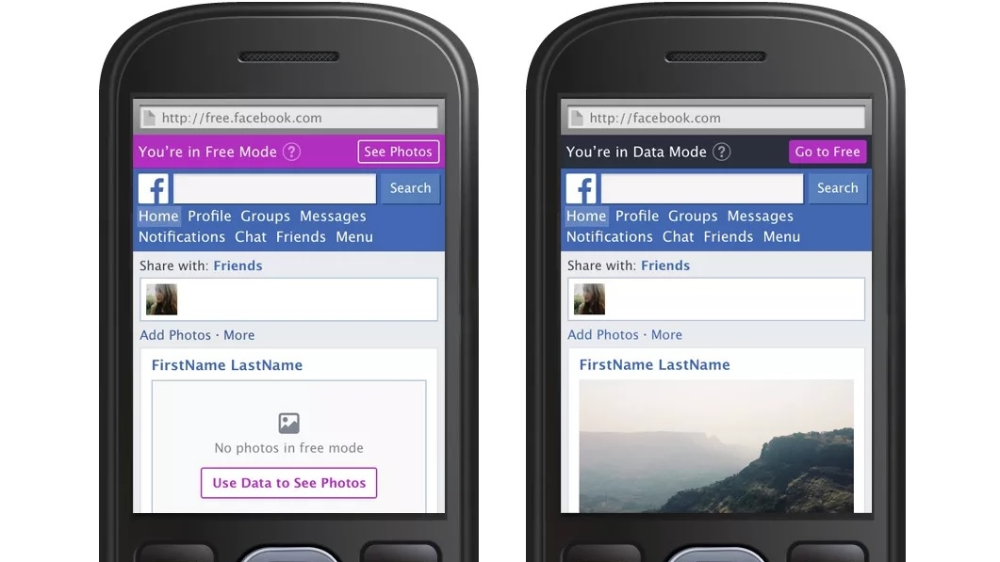 http://free.facebook.com
You're in Free Mode ? See Photos
f Search
Home Profile Groups Messages
Notifications Chat Friends Menu
Share with: Friends
Add Photos · More
FirstName LastName
No photos in free mode
Use Data to See Photos
http://facebook.com
You're in Data Mode ? Go to Free
f Search
Home Profile Groups Messages
Notifications Chat Friends Menu
Share with: Friends
Add Photos · More
FirstName LastName